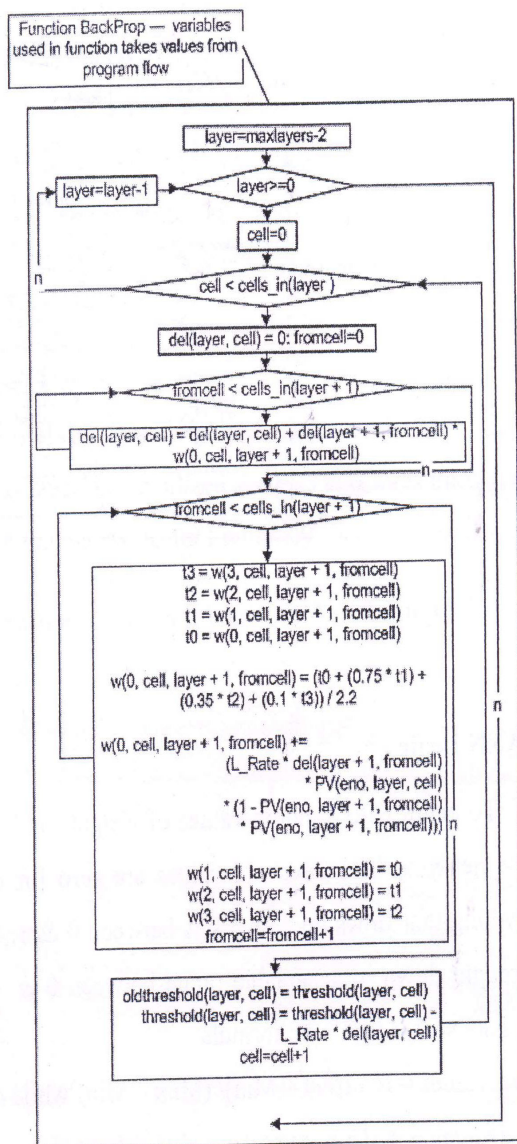 Function BackProp — variables
used in function takes values from
program flow
layer=maxlayers-2
layer=layer-1
layer>=0
cell=0
n
cell < cells_in(layer )
del(layer, cell) = 0: fromcell=0
fromcell < cells_in(layer + 1)
del(layer, cell) = del(layer, cell) + del(layer + 1, fromcell) *
w(0, cell, layer + 1, fromcell)
n
fromcell < cells_in(layer + 1)
t3 = w(3, cell, layer + 1, fromcell)
t2 = w(2, cell, layer + 1, fromcell)
t1 = w(1, cell, layer + 1, fromcell)
t0 = w(0, cell, layer + 1, fromcell)
w(0, cell, layer + 1, fromcell) = (t0 + (0.75 * t1) +
(0.35 * t2) + (0.1 * t3)) / 2.2
n
w(0, cell, layer + 1, fromcell) +=
(L_Rate * del(layer + 1, fromcell)
* PV(eno, layer, cell)
* (1 - PV(eno, layer + 1, fromcell)
* PV(eno, layer + 1, fromcell)))
n
w(1, cell, layer + 1, fromcell) = t0
w(2, cell, layer + 1, fromcell) = t1
w(3, cell, layer + 1, fromcell) = t2
fromcell=fromcell+1
oldthreshold(layer, cell) = threshold(layer, cell)
threshold(layer, cell) = threshold(layer, cell) -
L_Rate * del(layer, cell)
cell=cell+1